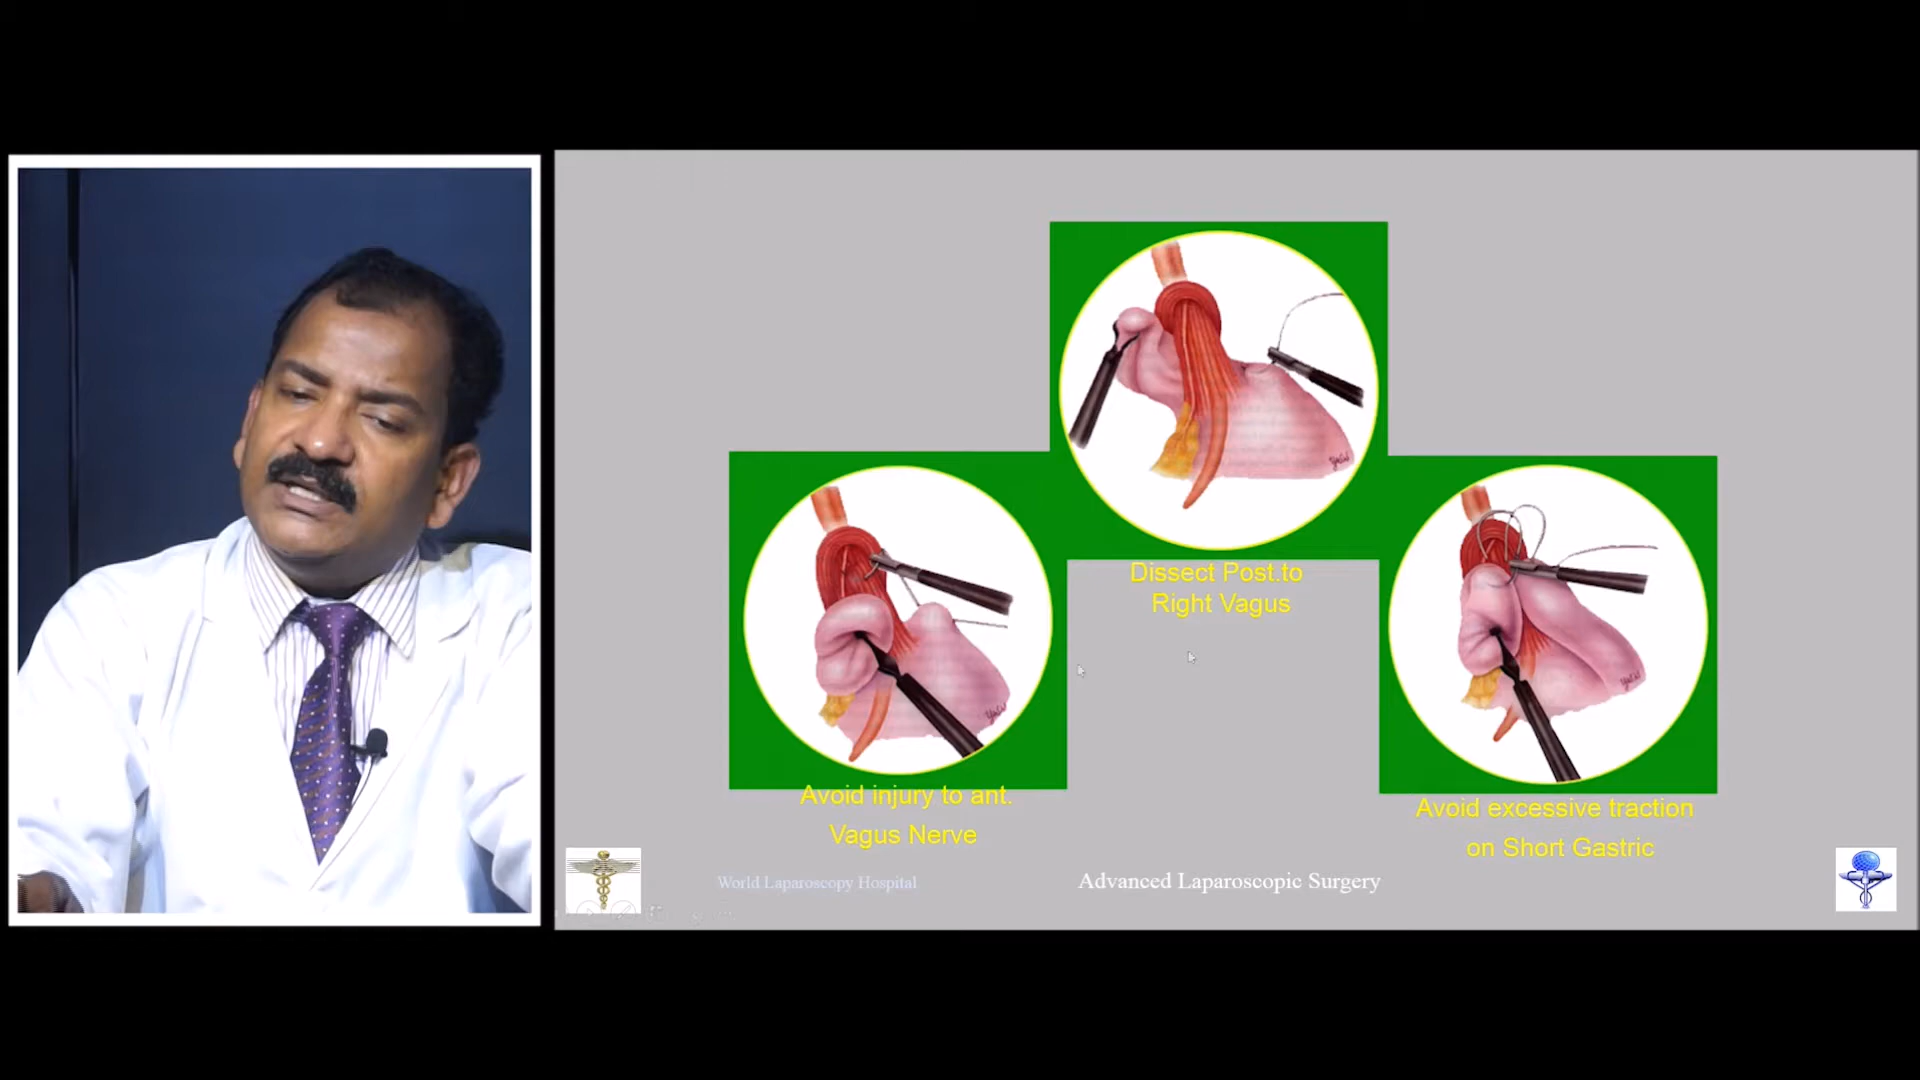 Dissect Post.to
Right Vagus
Avoid injury to ant.
Vagus Nerve
Avoid excessive traction
on Short Gastric
World Laparoscopy Hospital
Advanced Laparoscopic Surgery